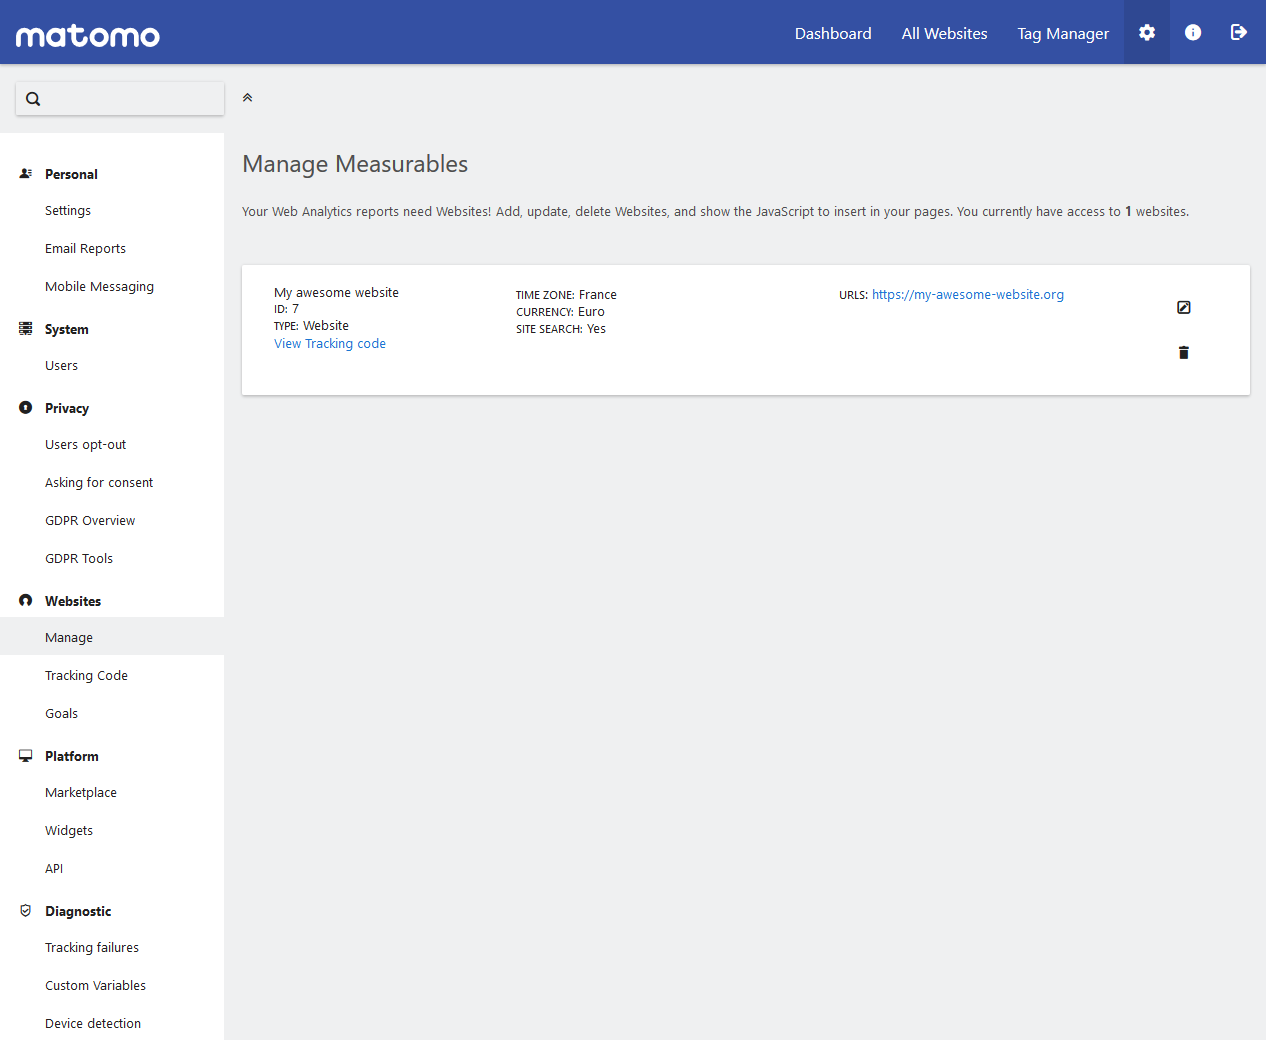 matomo
Dashboard
All Websites
Tag Manager
Personal
Settings
Email Reports
Mobile Messaging
System
Users
Privacy
Users opt-out
Asking for consent
GDPR Overview
GDPR Tools
Websites
Manage
Tracking Code
Goals
Platform
Marketplace
Widgets
API
Diagnostic
Tracking failures
Custom Variables
Device detection
Manage Measurables
Your Web Analytics reports need Websites! Add, update, delete Websites, and show the JavaScript to insert in your pages. You currently have access to 1 websites.
My awesome website
ID: 7
TYPE: Website
View Tracking code
TIME ZONE: France
CURRENCY: Euro
SITE SEARCH: Yes
URLS: https://my-awesome-website.org